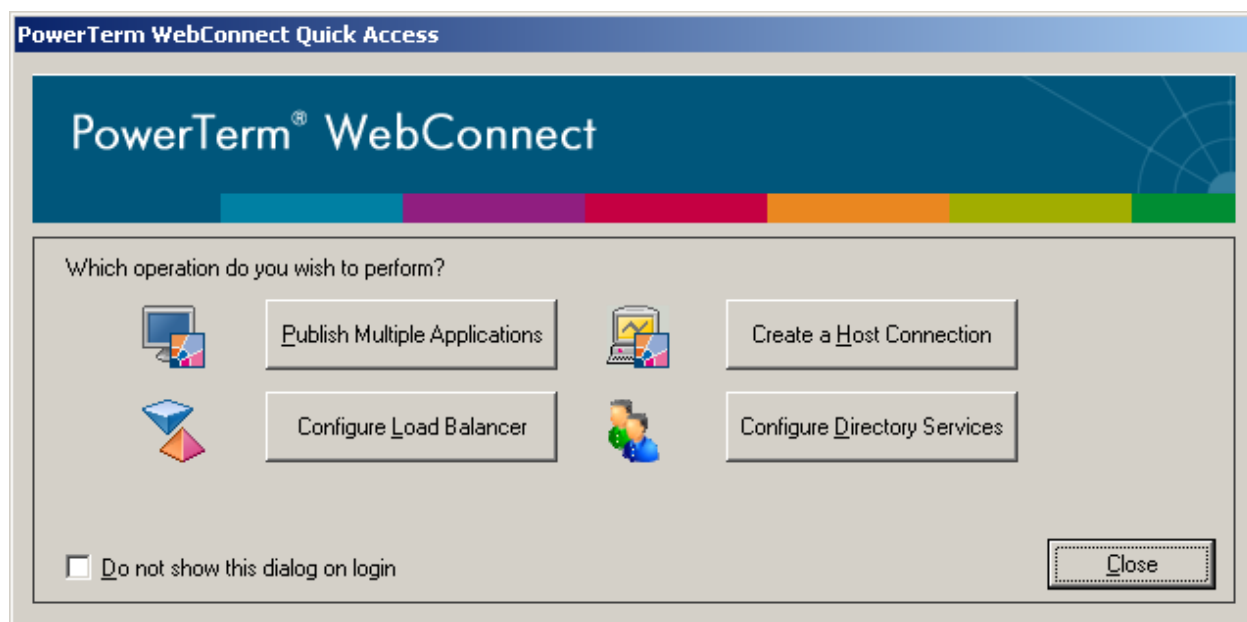 PowerTerm WebConnect Quick Access
PowerTerm® WebConnect
Which operation do you wish to perform?
Publish Multiple Applications
Create a Host Connection
Configure Load Balancer
Configure Directory Services
Do not show this dialog on login
Close